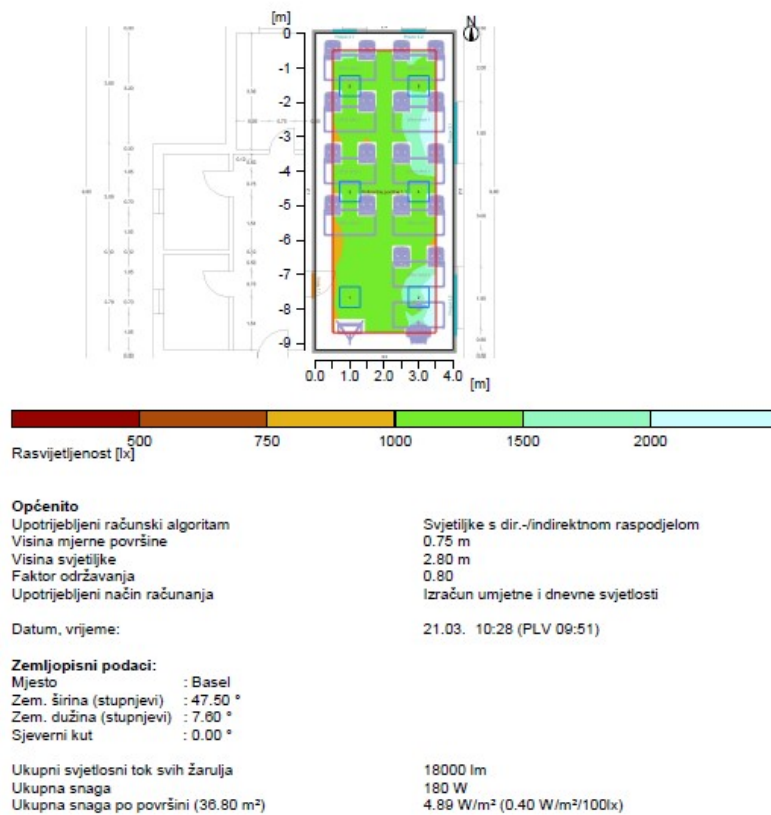 [m]
N
-0
-1
-2
-3
-4
-5
-6
-7
-8
-9
0.0 1.0 2.0 3.0 4.0
[m]
500 750 1000 1500 2000
Rasvijetljenost [lx]
Općenito
Upotrijebljeni računski algoritam Svjetiljke s dir.-/indirektnom raspodjelom
Visina mjerne površine 0.75 m
Visina svjetiljke 2.80 m
Faktor održavanja 0.80
Upotrijebljeni način računanja Izračun umjetne i dnevne svjetlosti
Datum, vrijeme: 21.03. 10:28 (PLV 09:51)
Zemljopisni podaci:
Mjesto : Basel
Zem. širina (stupnjevi) : 47.50 °
Zem. dužina (stupnjevi) : 7.60 °
Sjeverni kut : 0.00 °
Ukupni svjetlosni tok svih žarulja 18000 lm
Ukupna snaga 180 W
Ukupna snaga po površini (36.80 m²) 4.89 W/m² (0.40 W/m²/100lx)